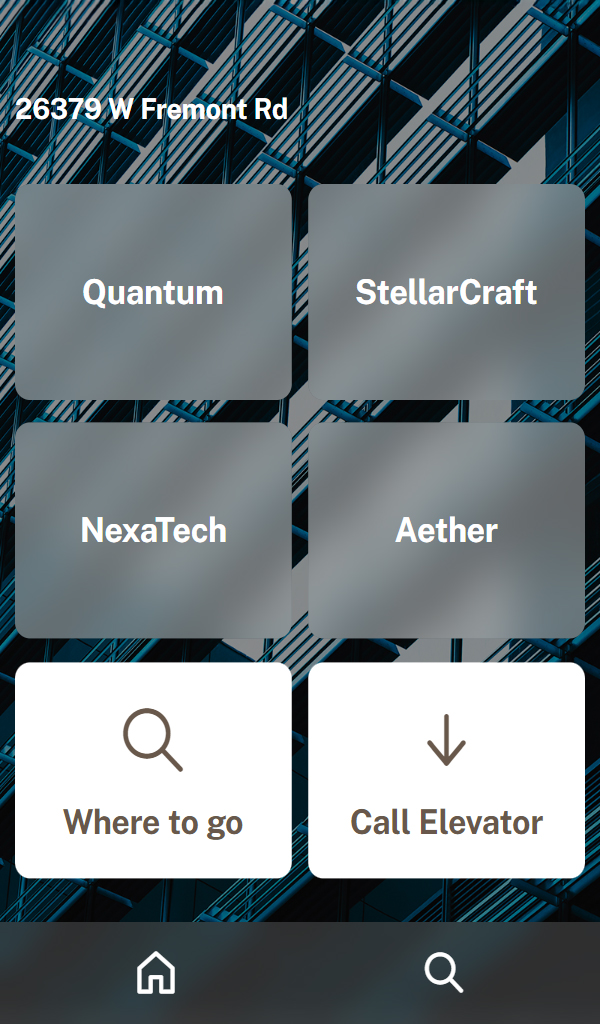 26379 W Fremont Rd
Quantum
StellarCraft
NexaTech
Aether
Where to go
Call Elevator